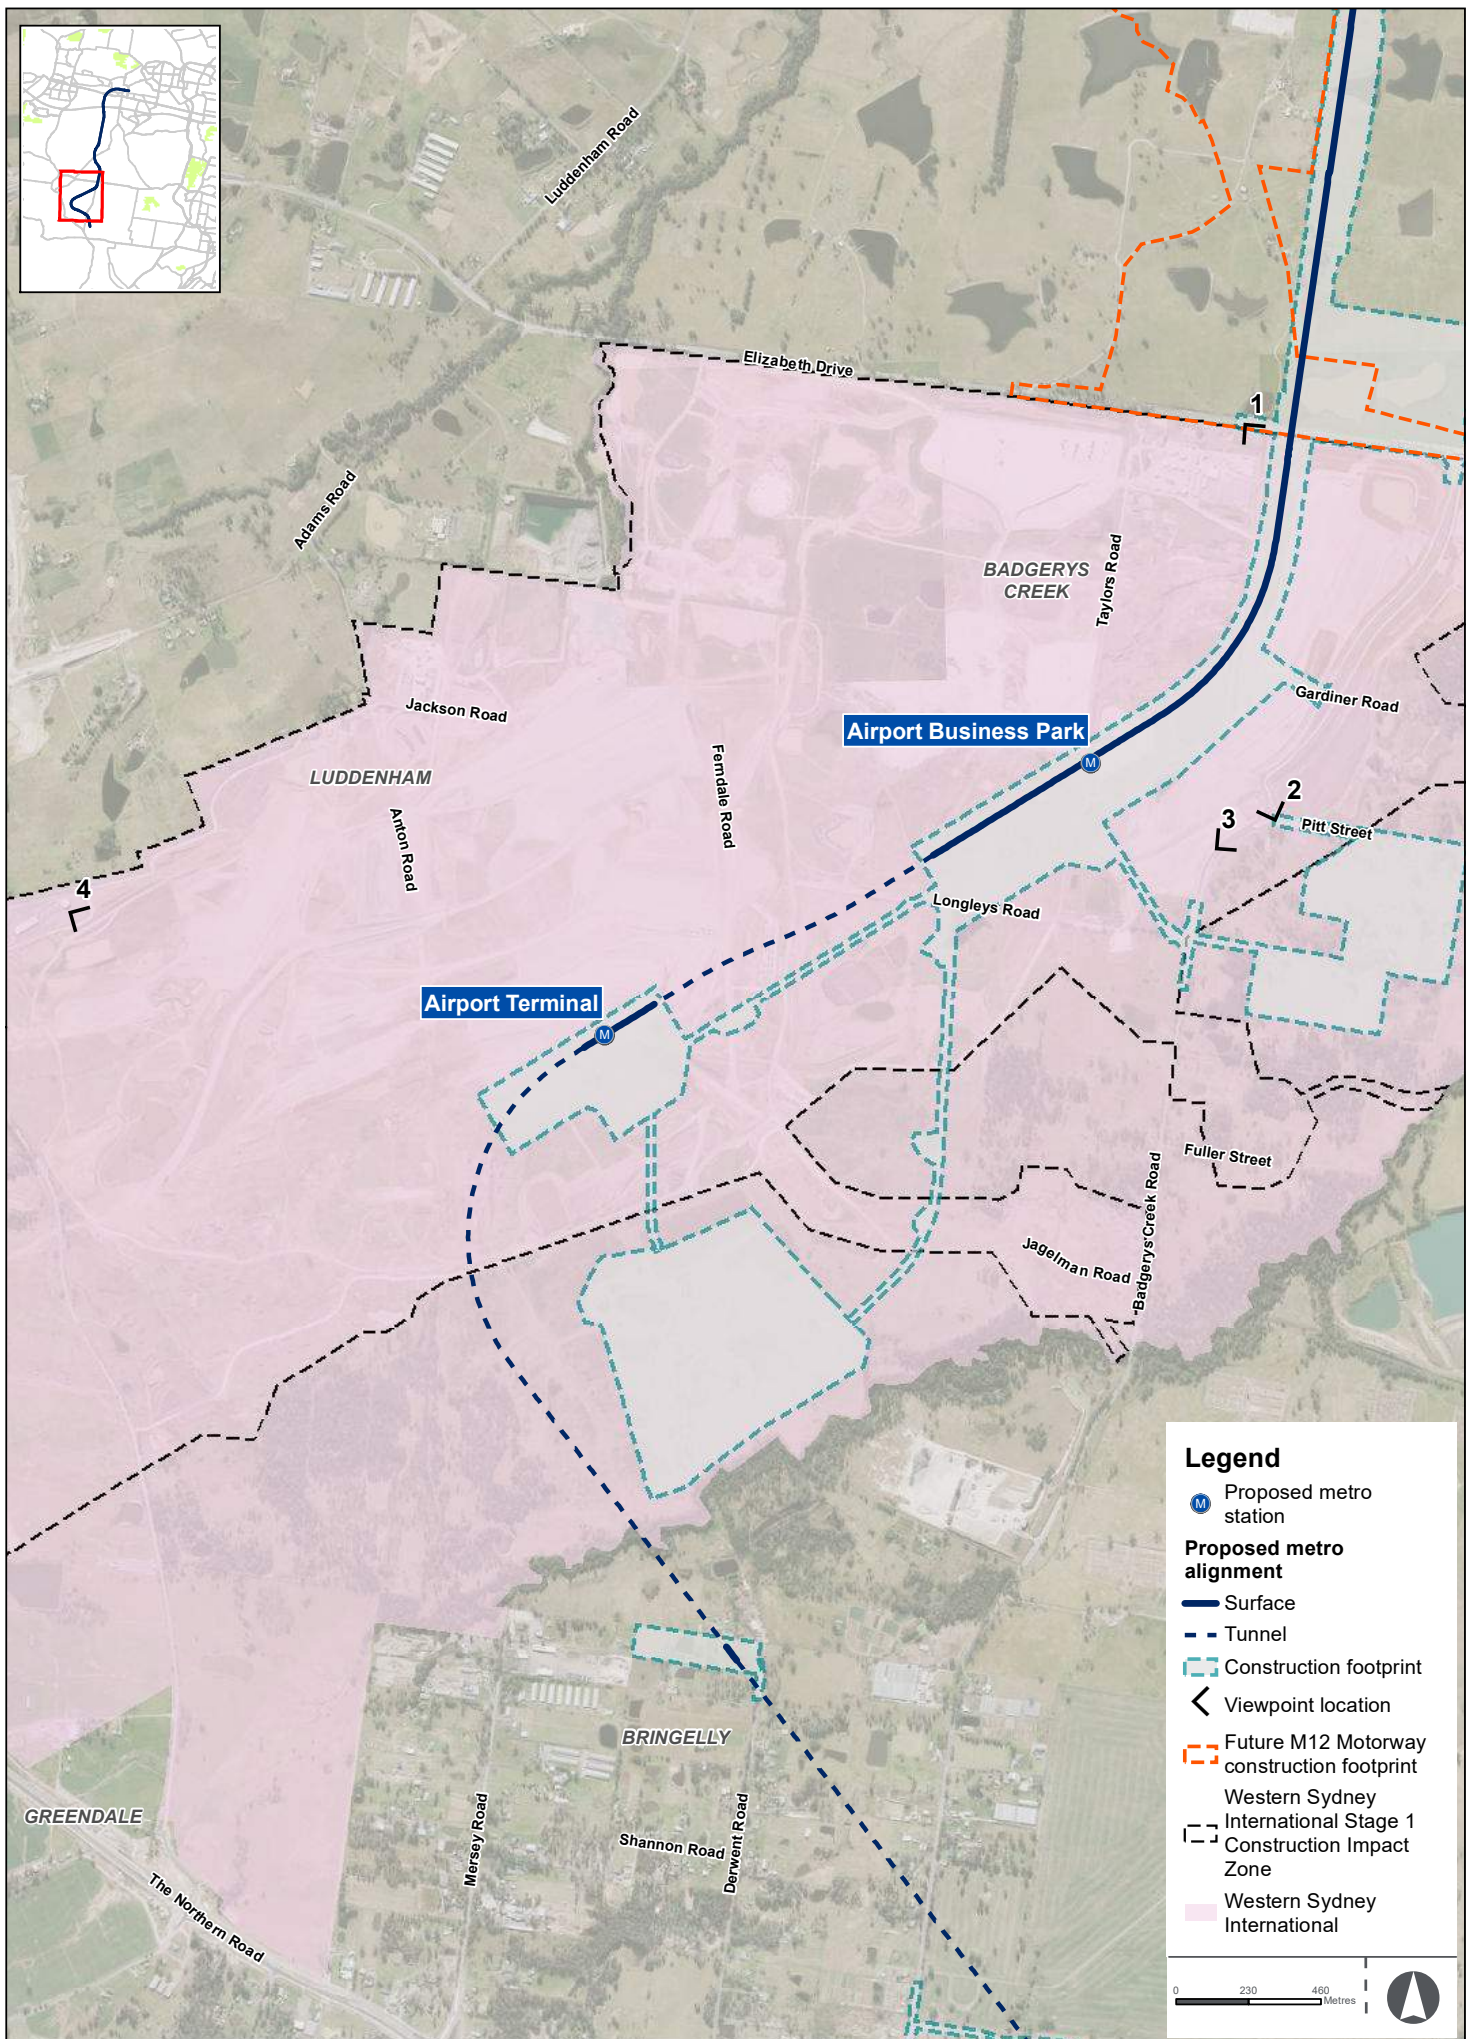 Luddenham Road
Elizabeth Drive
1
Adams Road
BADGERYS
CREEK
Taylors Road
Jackson Road
Gardiner Road
Airport Business Park
M
LUDDENHAM
Ferndale Road
Anton Road
2
3
Pitt Street
4
Longleys Road
Airport Terminal
M
Fuller Street
Badgerys Creek Road
Jagelman Road
BRINGELLY
GREENDALE
Mersey Road
Shannon Road
Derwent Road
The Northern Road
Legend
M
Proposed metro
station
Proposed metro
alignment
Surface
Tunnel
Construction footprint
Viewpoint location
Future M12 Motorway
construction footprint
Western Sydney
International Stage 1
Construction Impact
Zone
Western Sydney
International
0 230 460
Metres